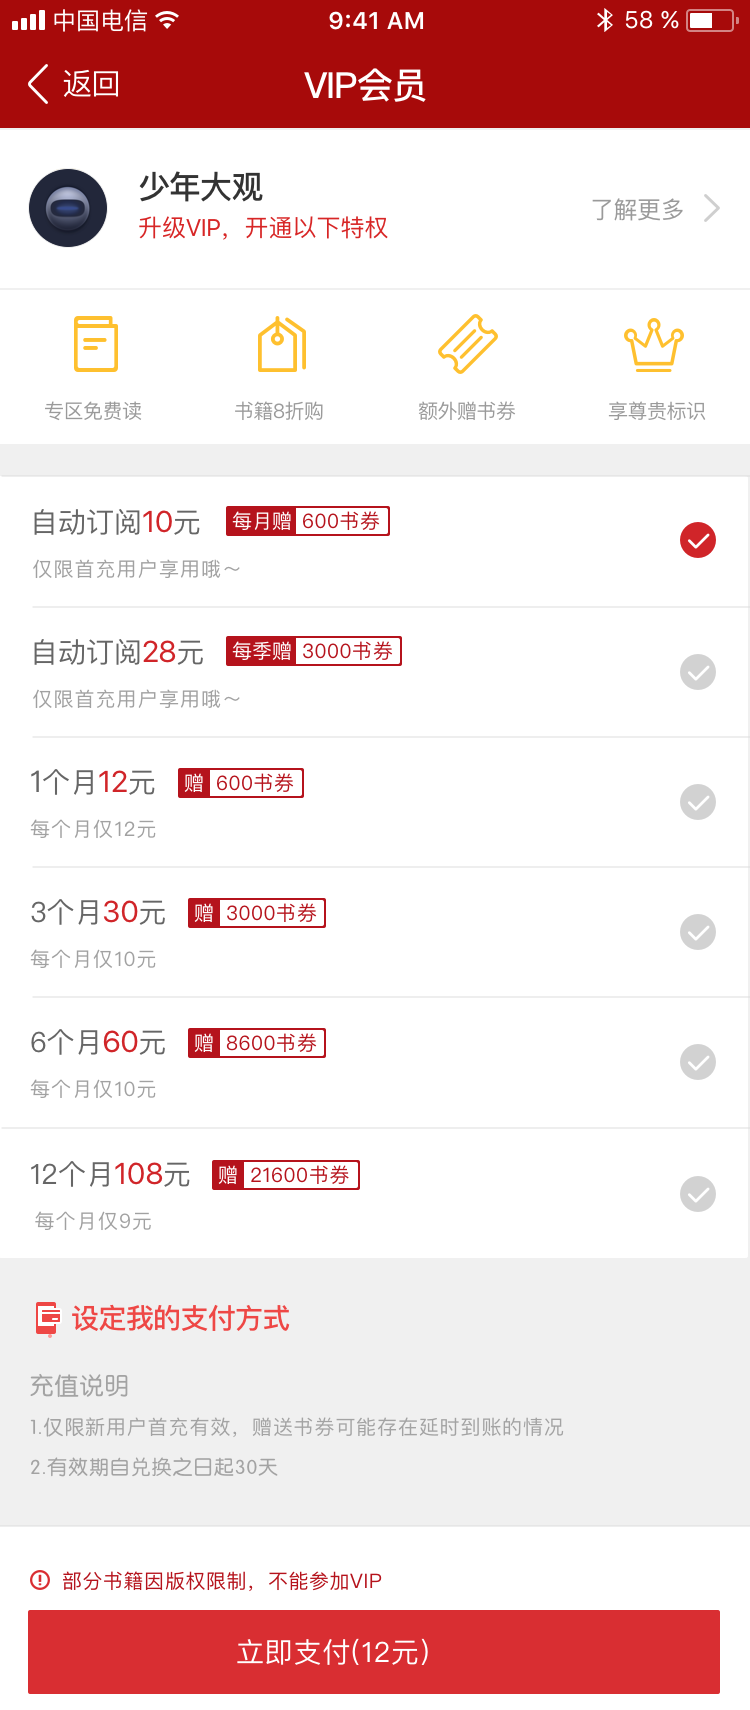 中国电信 9:41 AM 58 %
返回 VIP会员
少年大观
升级VIP，开通以下特权
了解更多
专区免费读 书籍8折购 额外赠书券 享尊贵标识
自动订阅10元 每月赠 600书券
仅限首充用户享用哦～
自动订阅28元 每季赠 3000书券
仅限首充用户享用哦～
1个月12元 赠 600书券
每个月仅12元
3个月30元 赠 3000书券
每个月仅10元
6个月60元 赠 8600书券
每个月仅10元
12个月108元 赠 21600书券
每个月仅9元
设定我的支付方式
充值说明
1.仅限新用户首充有效，赠送书券可能存在延时到账的情况
2.有效期自兑换之日起30天
部分书籍因版权限制，不能参加VIP
立即支付(12元)